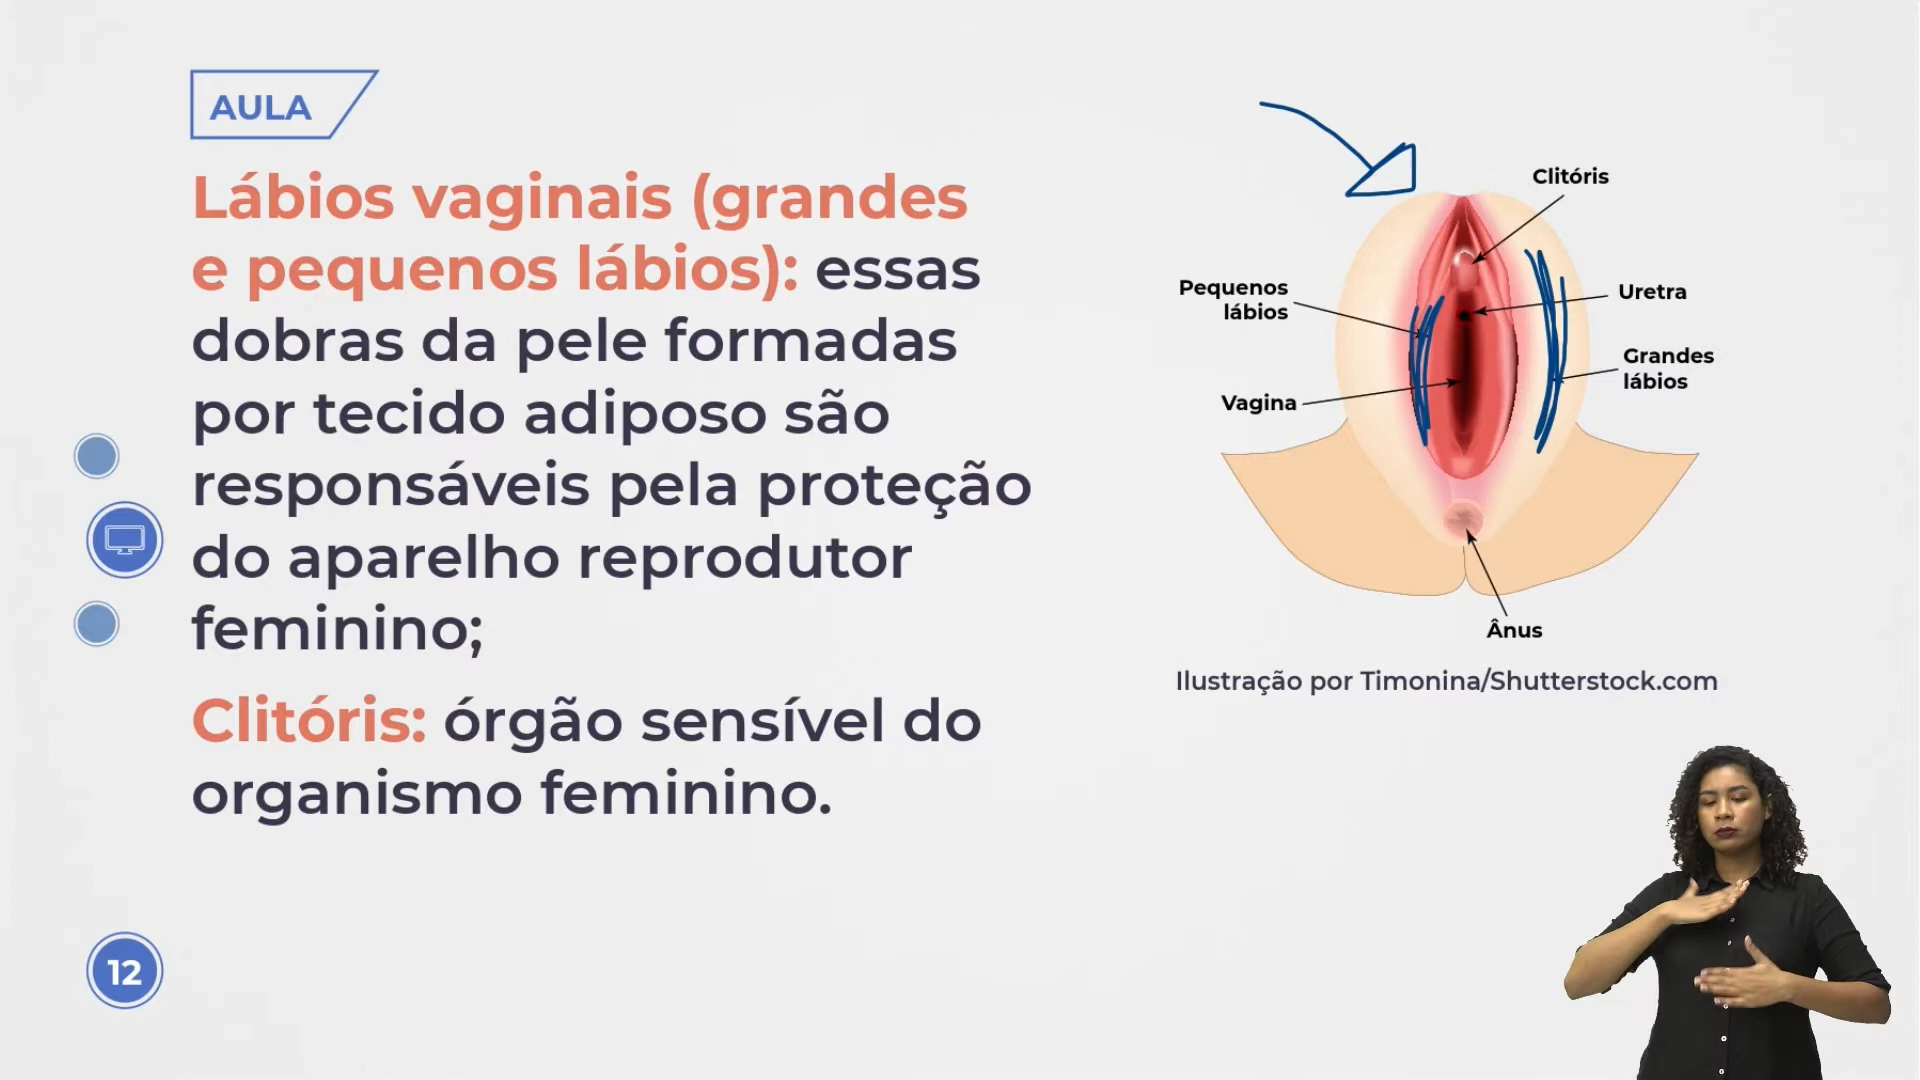 AULA
Lábios vaginais (grandes
e pequenos lábios): essas
dobras da pele formadas
por tecido adiposo são
responsáveis pela proteção
do aparelho reprodutor
feminino;
Clitóris: órgão sensível do
organismo feminino.
12
Clitóris
Pequenos
lábios
Uretra
Grandes
lábios
Vagina
Ânus
Ilustração por Timonina/Shutterstock.com